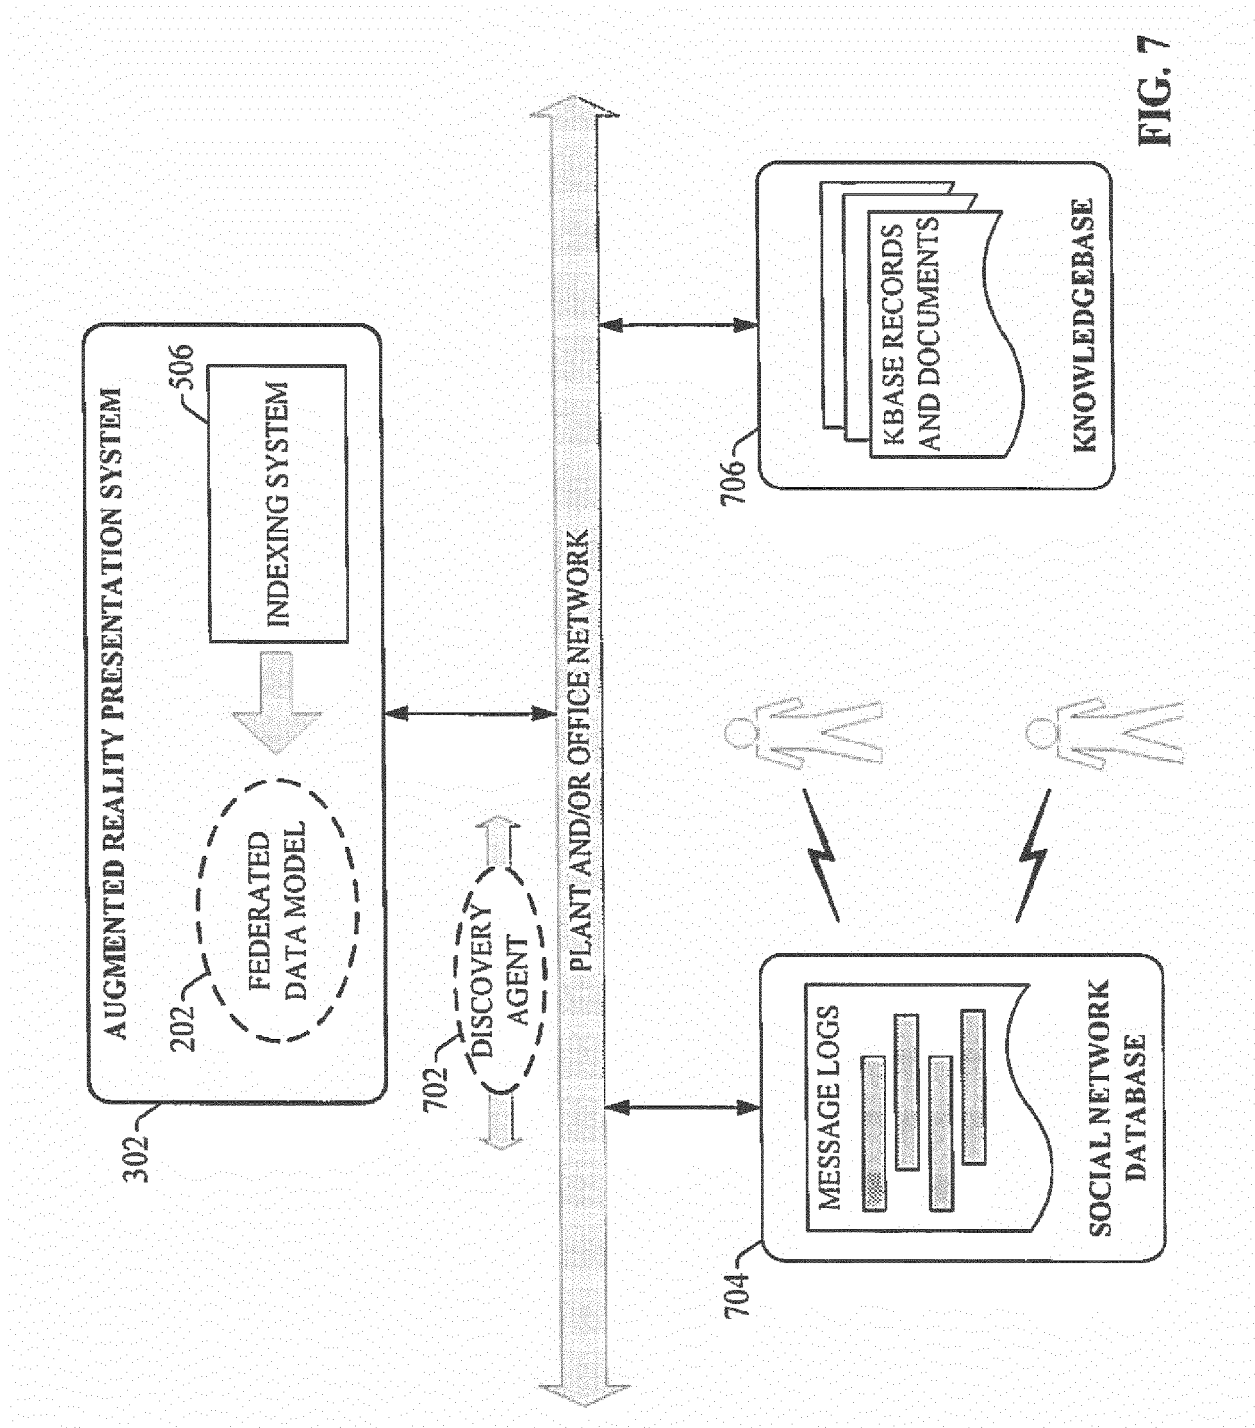 AUGMENTED REALITY PRESENTATION SYSTEM
302
202
FEDERATED
DATA MODEL
506
INDEXING SYSTEM
702
DISCOVERY
AGENT
PLANT AND/OR OFFICE NETWORK
704
MESSAGE LOGS
SOCIAL NETWORK
DATABASE
706
KBASE RECORDS
AND DOCUMENTS
KNOWLEDGEBASE
FIG. 7